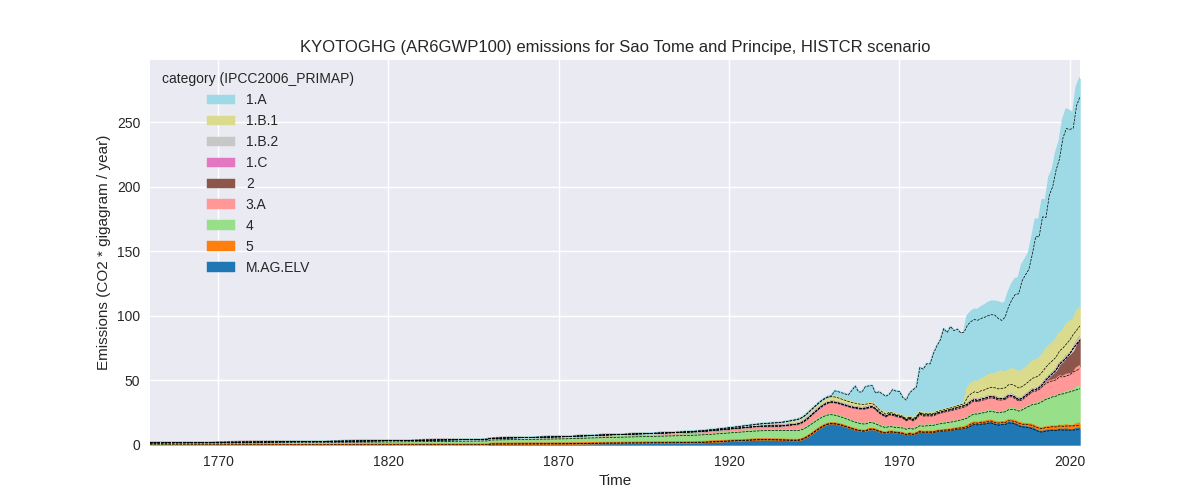 KYOTOGHG (AR6GWP100) emissions for Sao Tome and Principe, HISTCR scenario
category (IPCC2006_PRIMAP)
1.A
1.B.1
1.B.2
1.C
2
3.A
4
5
M.AG.ELV
Emissions (CO2 * gigagram / year)
250
200
150
100
50
0
1770
1820
1870
1920
1970
2020
Time